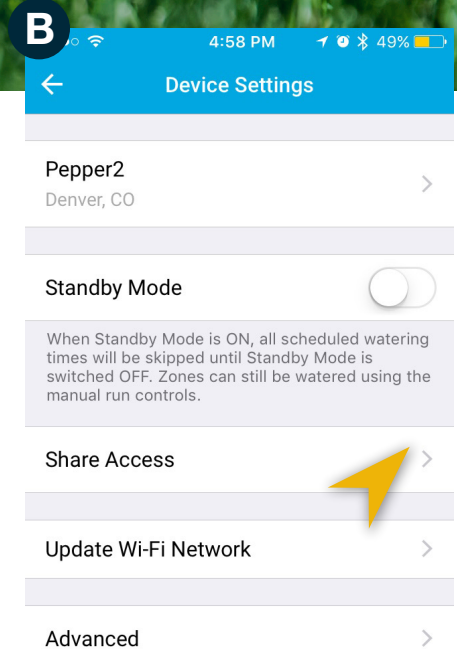 B
4:58 PM 49%
Device Settings
Pepper2
Denver, CO
Standby Mode
When Standby Mode is ON, all scheduled watering
times will be skipped until Standby Mode is
switched OFF. Zones can still be watered using the
manual run controls.
Share Access
Update Wi-Fi Network
Advanced